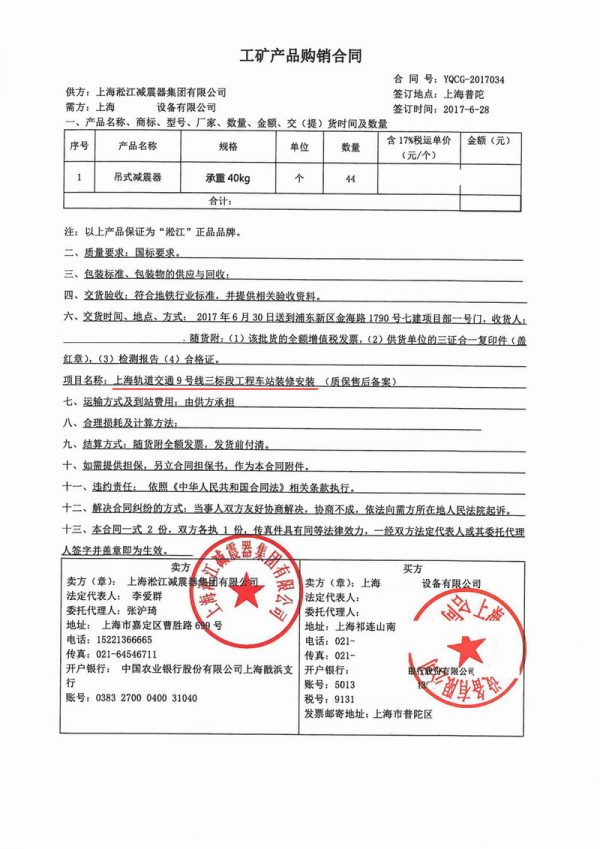 工矿产品购销合同
合 同 号：YQCG-2017034
供方：上海淞江减震器集团有限公司
签订地点：上海普陀
需方：上海 设备有限公司
签订时间：2017-6-28
一、产品名称、商标、型号、厂家、数量、金额、交（提）货时间及数量
序号 产品名称 规格 单位 数量 含17%税运单价（元/个） 金额（元）
1 吊式减震器 承重40kg 个 44
合计：
注：以上产品保证为“淞江”正品品牌。
二、质量要求：国标要求。
三、包装标准、包装物的供应与回收：
四、交货验收：符合地铁行业标准，并提供相关验收资料。
六、交货时间、地点、方式： 2017年6月30日送到浦东新区金海路1790号七建项目部一号门，收货人：
，随货附：（1）该批货的全额增值税发票，（2）供货单位的三证合一复印件（盖
红章），（3）检测报告（4）合格证。
项目名称：上海轨道交通9号线三标段工程车站装修安装 （质保售后备案）
七、运输方式及到站费用：由供方承担
八、合理损耗及计算方法：
九、结算方式：随货附全额发票，发货前付清。
十、如需提供担保，另立合同担保书，作为本合同附件。
十一、违约责任： 依照《中华人民共和国合同法》相关条款执行。
十二、解决合同纠纷的方式：当事人双方友好协商解决，协商不成，依法向需方所在地人民法院起诉。
十三、本合同一式 2 份，双方各执 1 份，传真件具有同等法律效力，一经双方法定代表人或其委托代理
人签字并盖章即为生效。
卖方
卖方（章）： 上海淞江减震器集团有限公司
法定代表人： 李爱群
委托代理人：张沪琦
地址： 上海市嘉定区曹胜路699号
电话：15221366665
传真：021-64546711
开户银行： 中国农业银行股份有限公司上海戬浜支
行
账号：0383 2700 0400 31040
上海淞江减震器集团有限公司
买方
买方（章）：上海 设备有限公司
法定代表人：
委托代理人：
地址：上海祁连山南
电话：021-
传真：021-
开户银行： 银行股份有限公司
账号：5013
税号：9131
发票邮寄地址：上海市普陀区
上海
设备有限公司